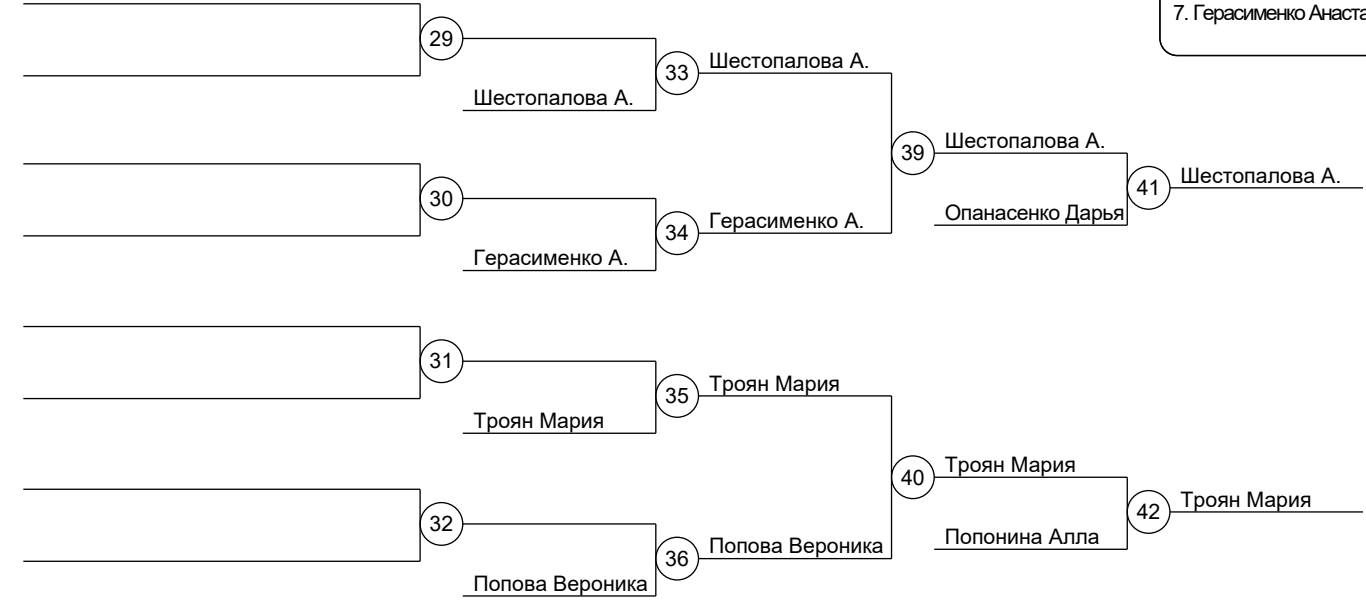 7. Герасименко Анаста
29
33
Шестопалова А.
Шестопалова А.
39
Шестопалова А.
41
Шестопалова А.
30
34
Герасименко А.
Опанасенко Дарья
Герасименко А.
31
35
Троян Мария
Троян Мария
40
Троян Мария
42
Троян Мария
32
36
Попова Вероника
Попонина Алла
Попова Вероника